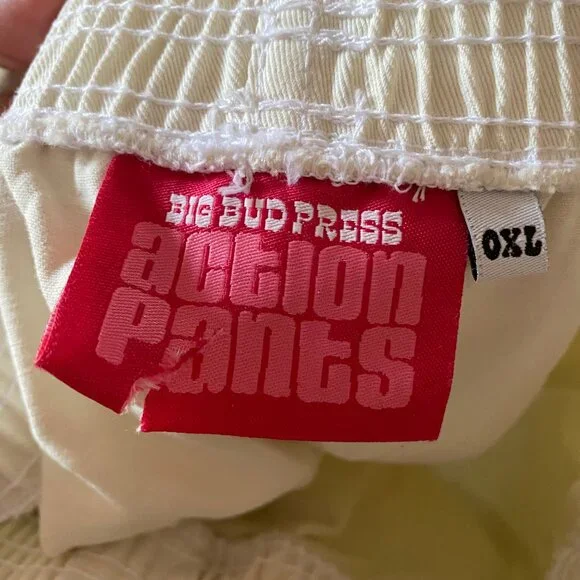 BIG BUD PRESS
action
pants
0XL